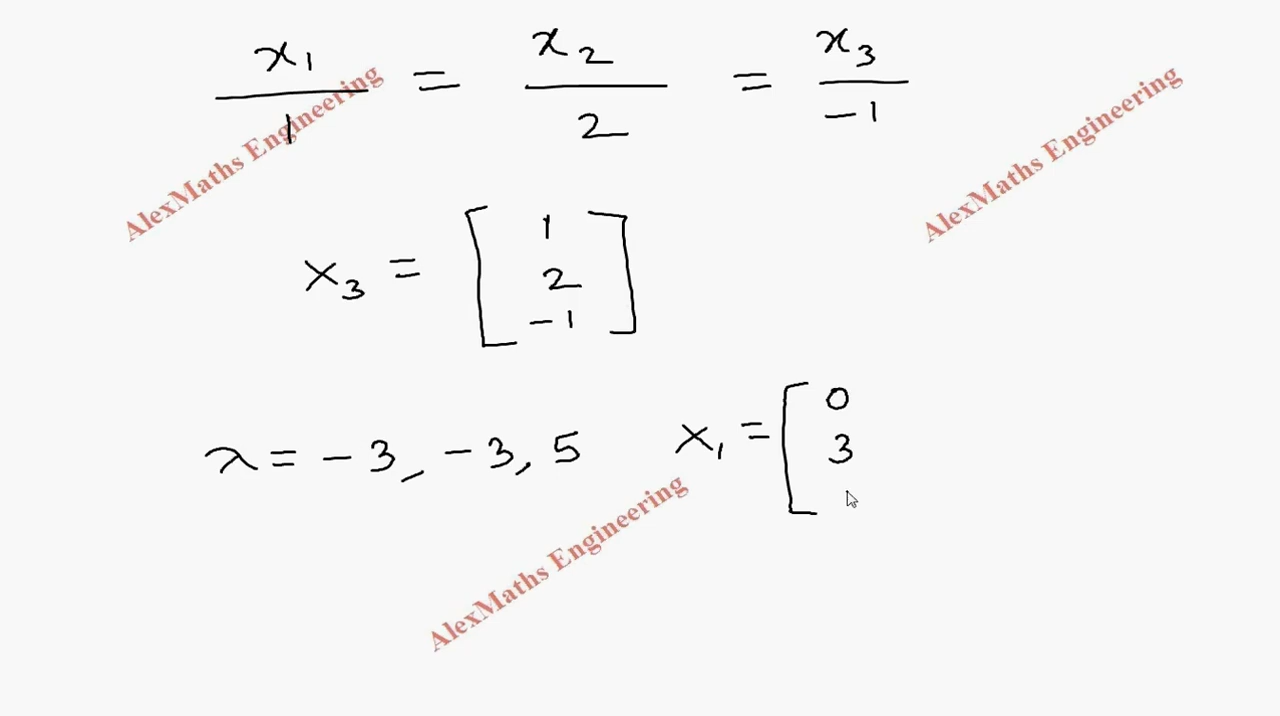 x₁/1 = x₂/2 = x₃/-1
AlexMaths Engineering
AlexMaths Engineering
X₃ = [1 2 -1]
λ = -3, -3, 5 X₁ = [0 3
AlexMaths Engineering